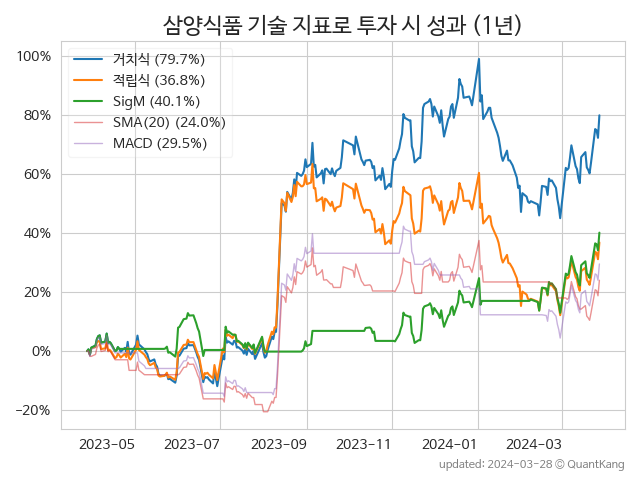 삼양식품 기술 지표로 투자 시 성과 (1년)
100%
80%
60%
40%
20%
0%
−20%
거치식 (79.7%)
적립식 (36.8%)
SigM (40.1%)
SMA(20) (24.0%)
MACD (29.5%)
2023-05
2023-07
2023-09
2023-11
2024-01
2024-03
updated: 2024-03-28 © QuantKang